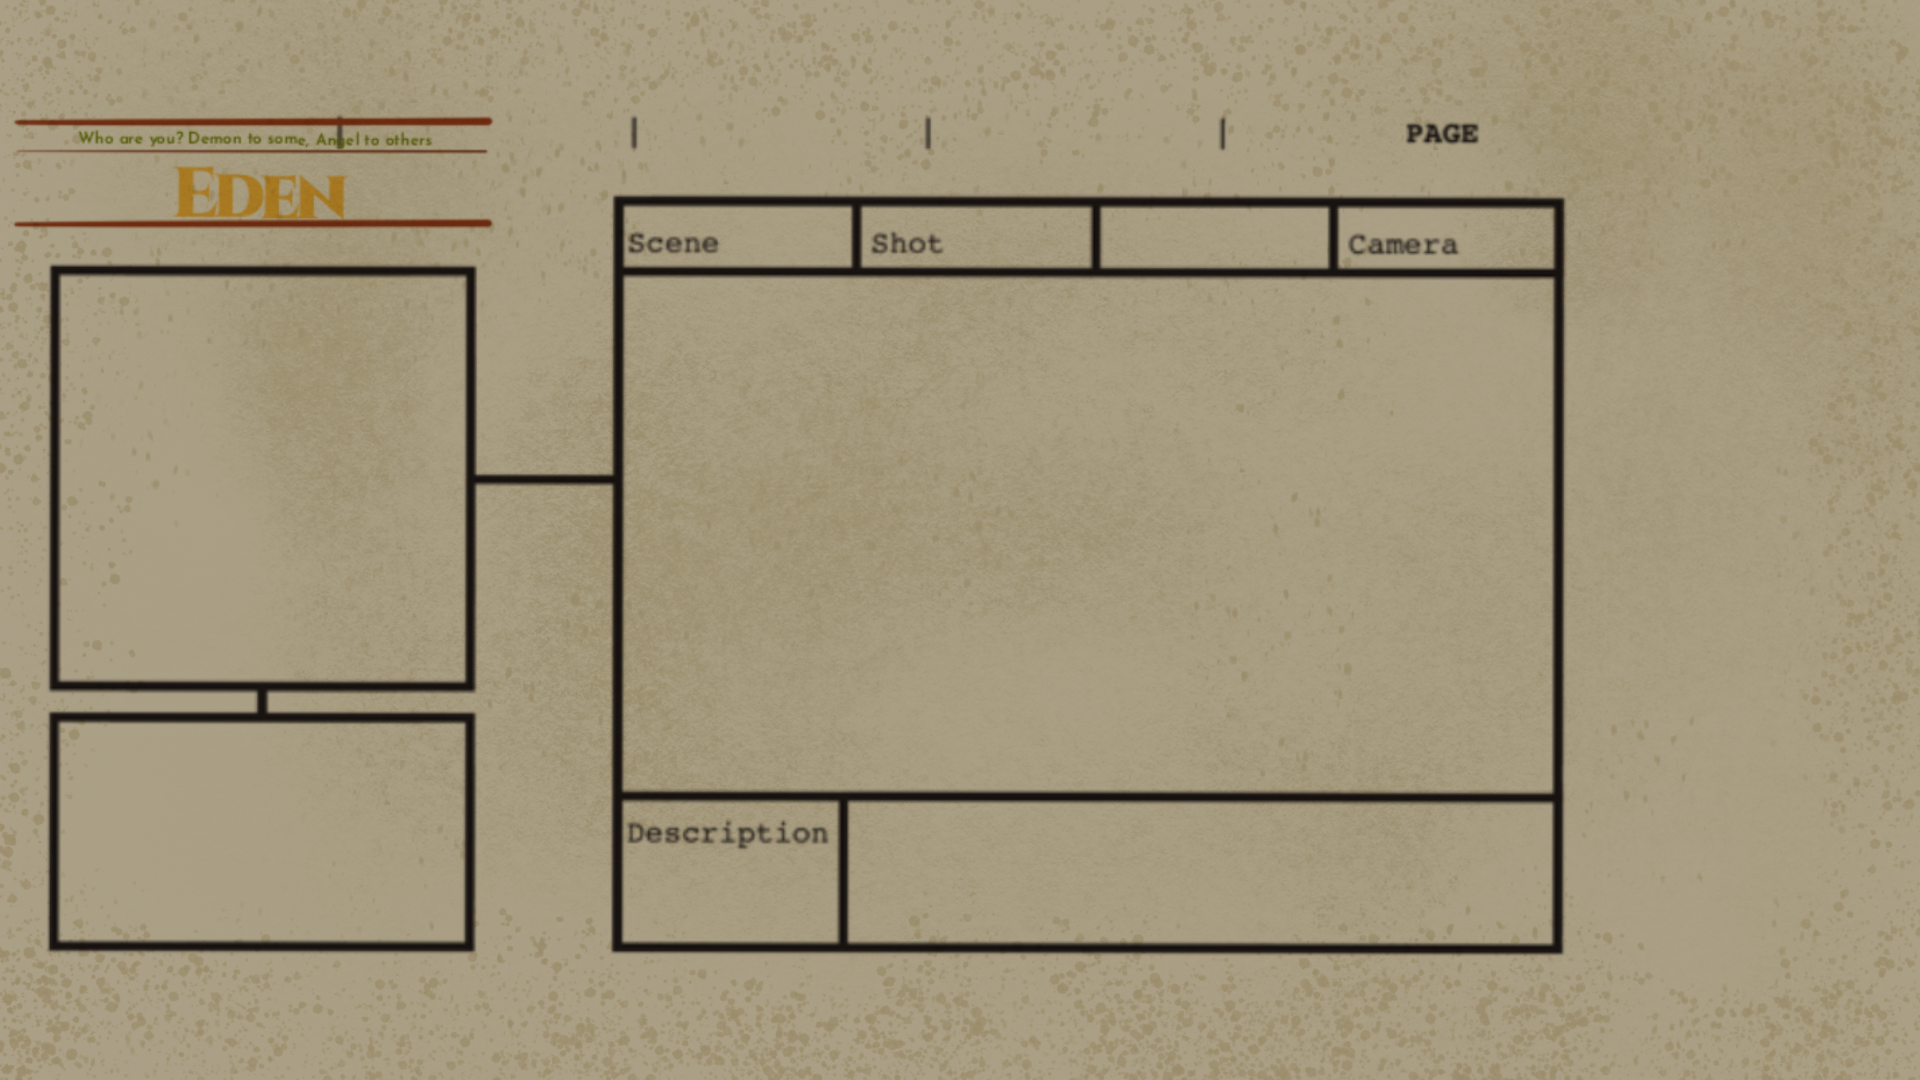 Who are you? Demon to some, Angel to others
EDEN
PAGE
Scene
Shot
Camera
Description